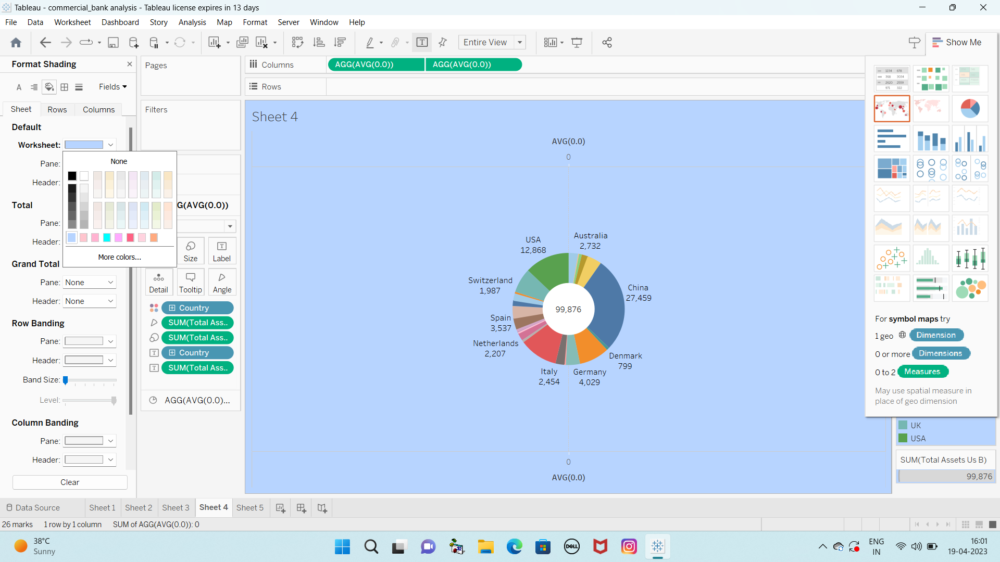 Tableau - commercial_bank analysis - Tableau license expires in 13 days
File Data Worksheet Dashboard Story Analysis Map Format Server Window Help
Entire View
Show Me
Format Shading
Fields
Sheet Rows Columns
Default
Worksheet:
Pane:
Header:
None
More colors...
Total
Pane:
Header:
Grand Total
Pane: None
Header: None
Row Banding
Pane:
Header:
Band Size:
Level:
Column Banding
Pane:
Header:
Clear
Pages
Filters
G(AVG(0.0))
Size
Label
Detail
Tooltip
Angle
Country
SUM(Total Ass..
SUM(Total Ass..
Country
SUM(Total Ass..
AGG(AVG(0.0)...
Columns
AGG(AVG(0.0))
AGG(AVG(0.0))
Rows
Sheet 4
AVG(0.0)
0
USA
12,868
Australia
2,732
Switzerland
1,987
China
27,459
99,876
Spain
3,537
Netherlands
2,207
Denmark
799
Italy
2,454
Germany
4,029
0
AVG(0.0)
1234 678
368 3034
2620 2559
971 322
For symbol maps try
1 geo Dimension
0 or more Dimensions
0 to 2 Measures
May use spatial measure in
place of geo dimension
UK
USA
SUM(Total Assets Us B)
99,876
Data Source
Sheet 1
Sheet 2
Sheet 3
Sheet 4
Sheet 5
26 marks 1 row by 1 column SUM of AGG(AVG(0.0)): 0
38°C
Sunny
DELL
ENG
IN
16:01
19-04-2023